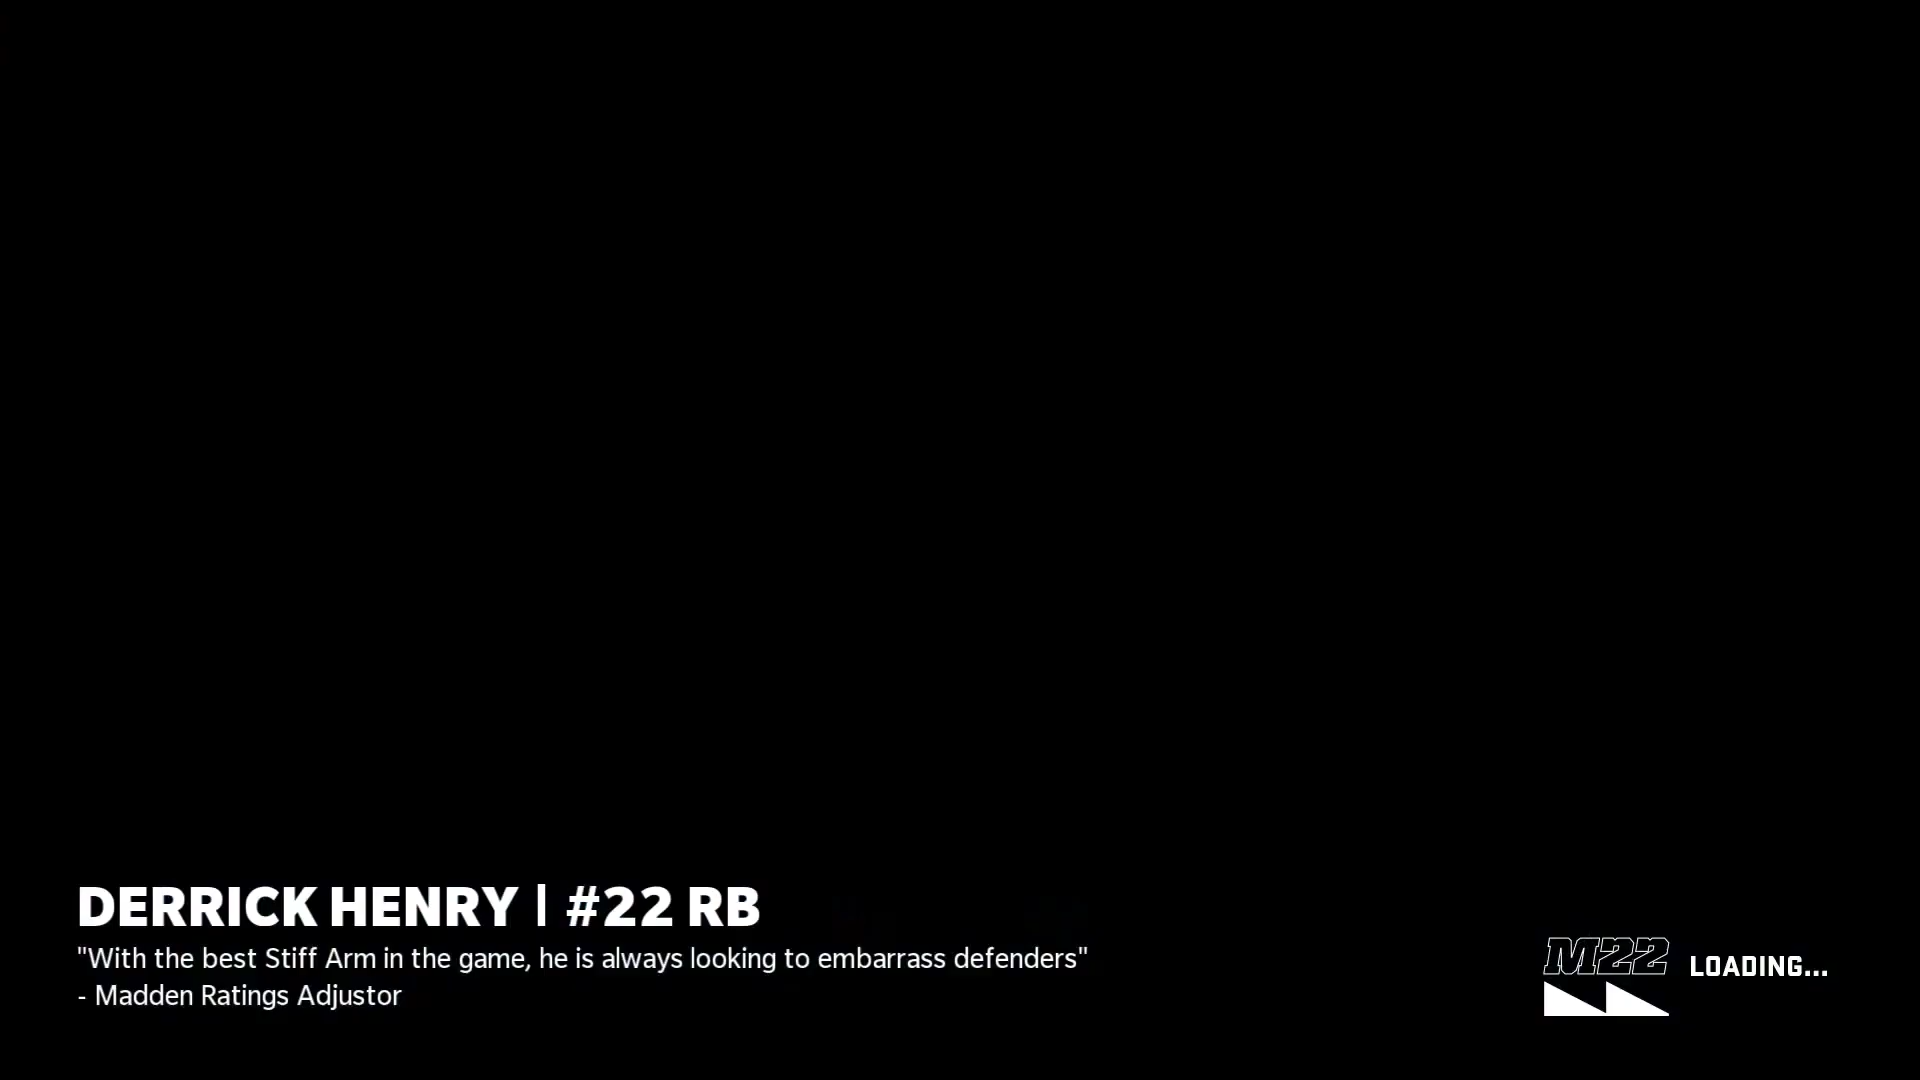 DERRICK HENRY | #22 RB
"With the best Stiff Arm in the game, he is always looking to embarrass defenders"
- Madden Ratings Adjustor
M22
LOADING...